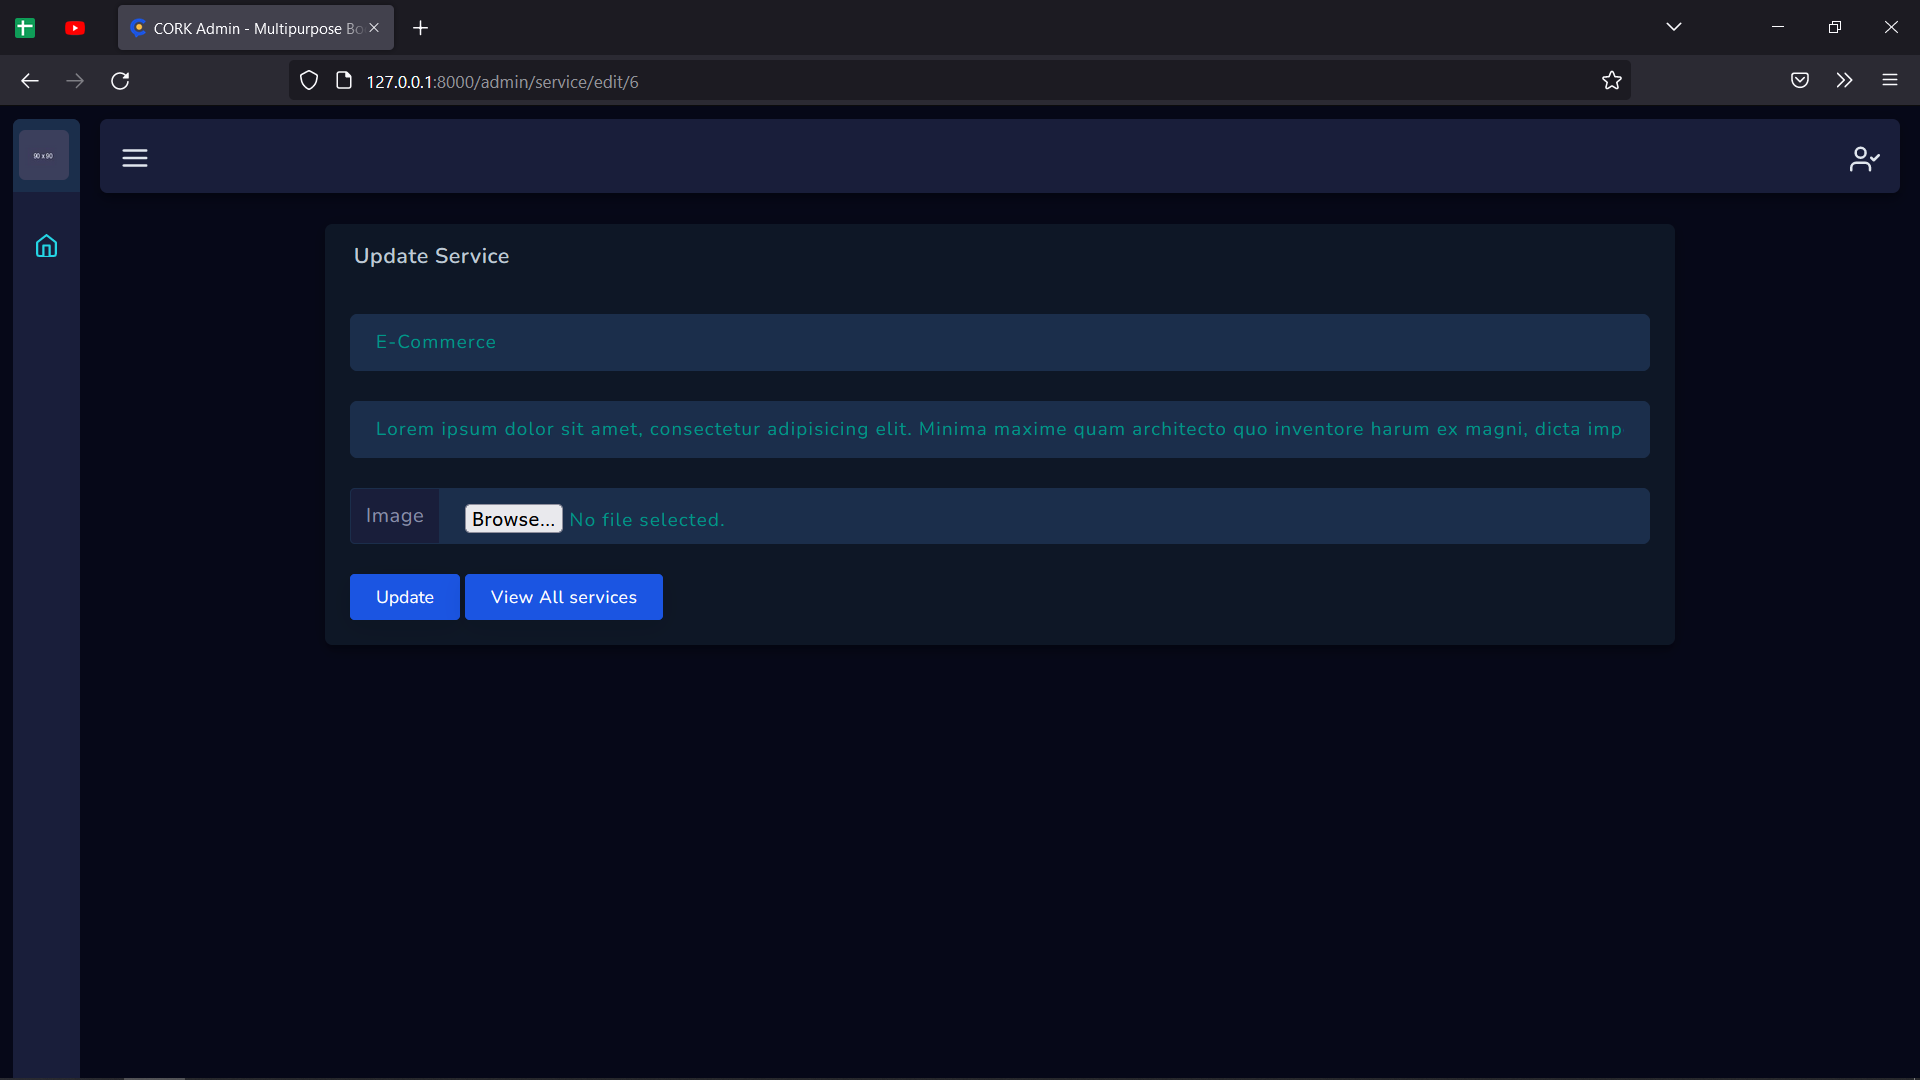 CORK Admin - Multipurpose Bo
127.0.0.1:8000/admin/service/edit/6
90 x 90
Update Service
E-Commerce
Lorem ipsum dolor sit amet, consectetur adipisicing elit. Minima maxime quam architecto quo inventore harum ex magni, dicta imp
Image
Browse... No file selected.
Update
View All services